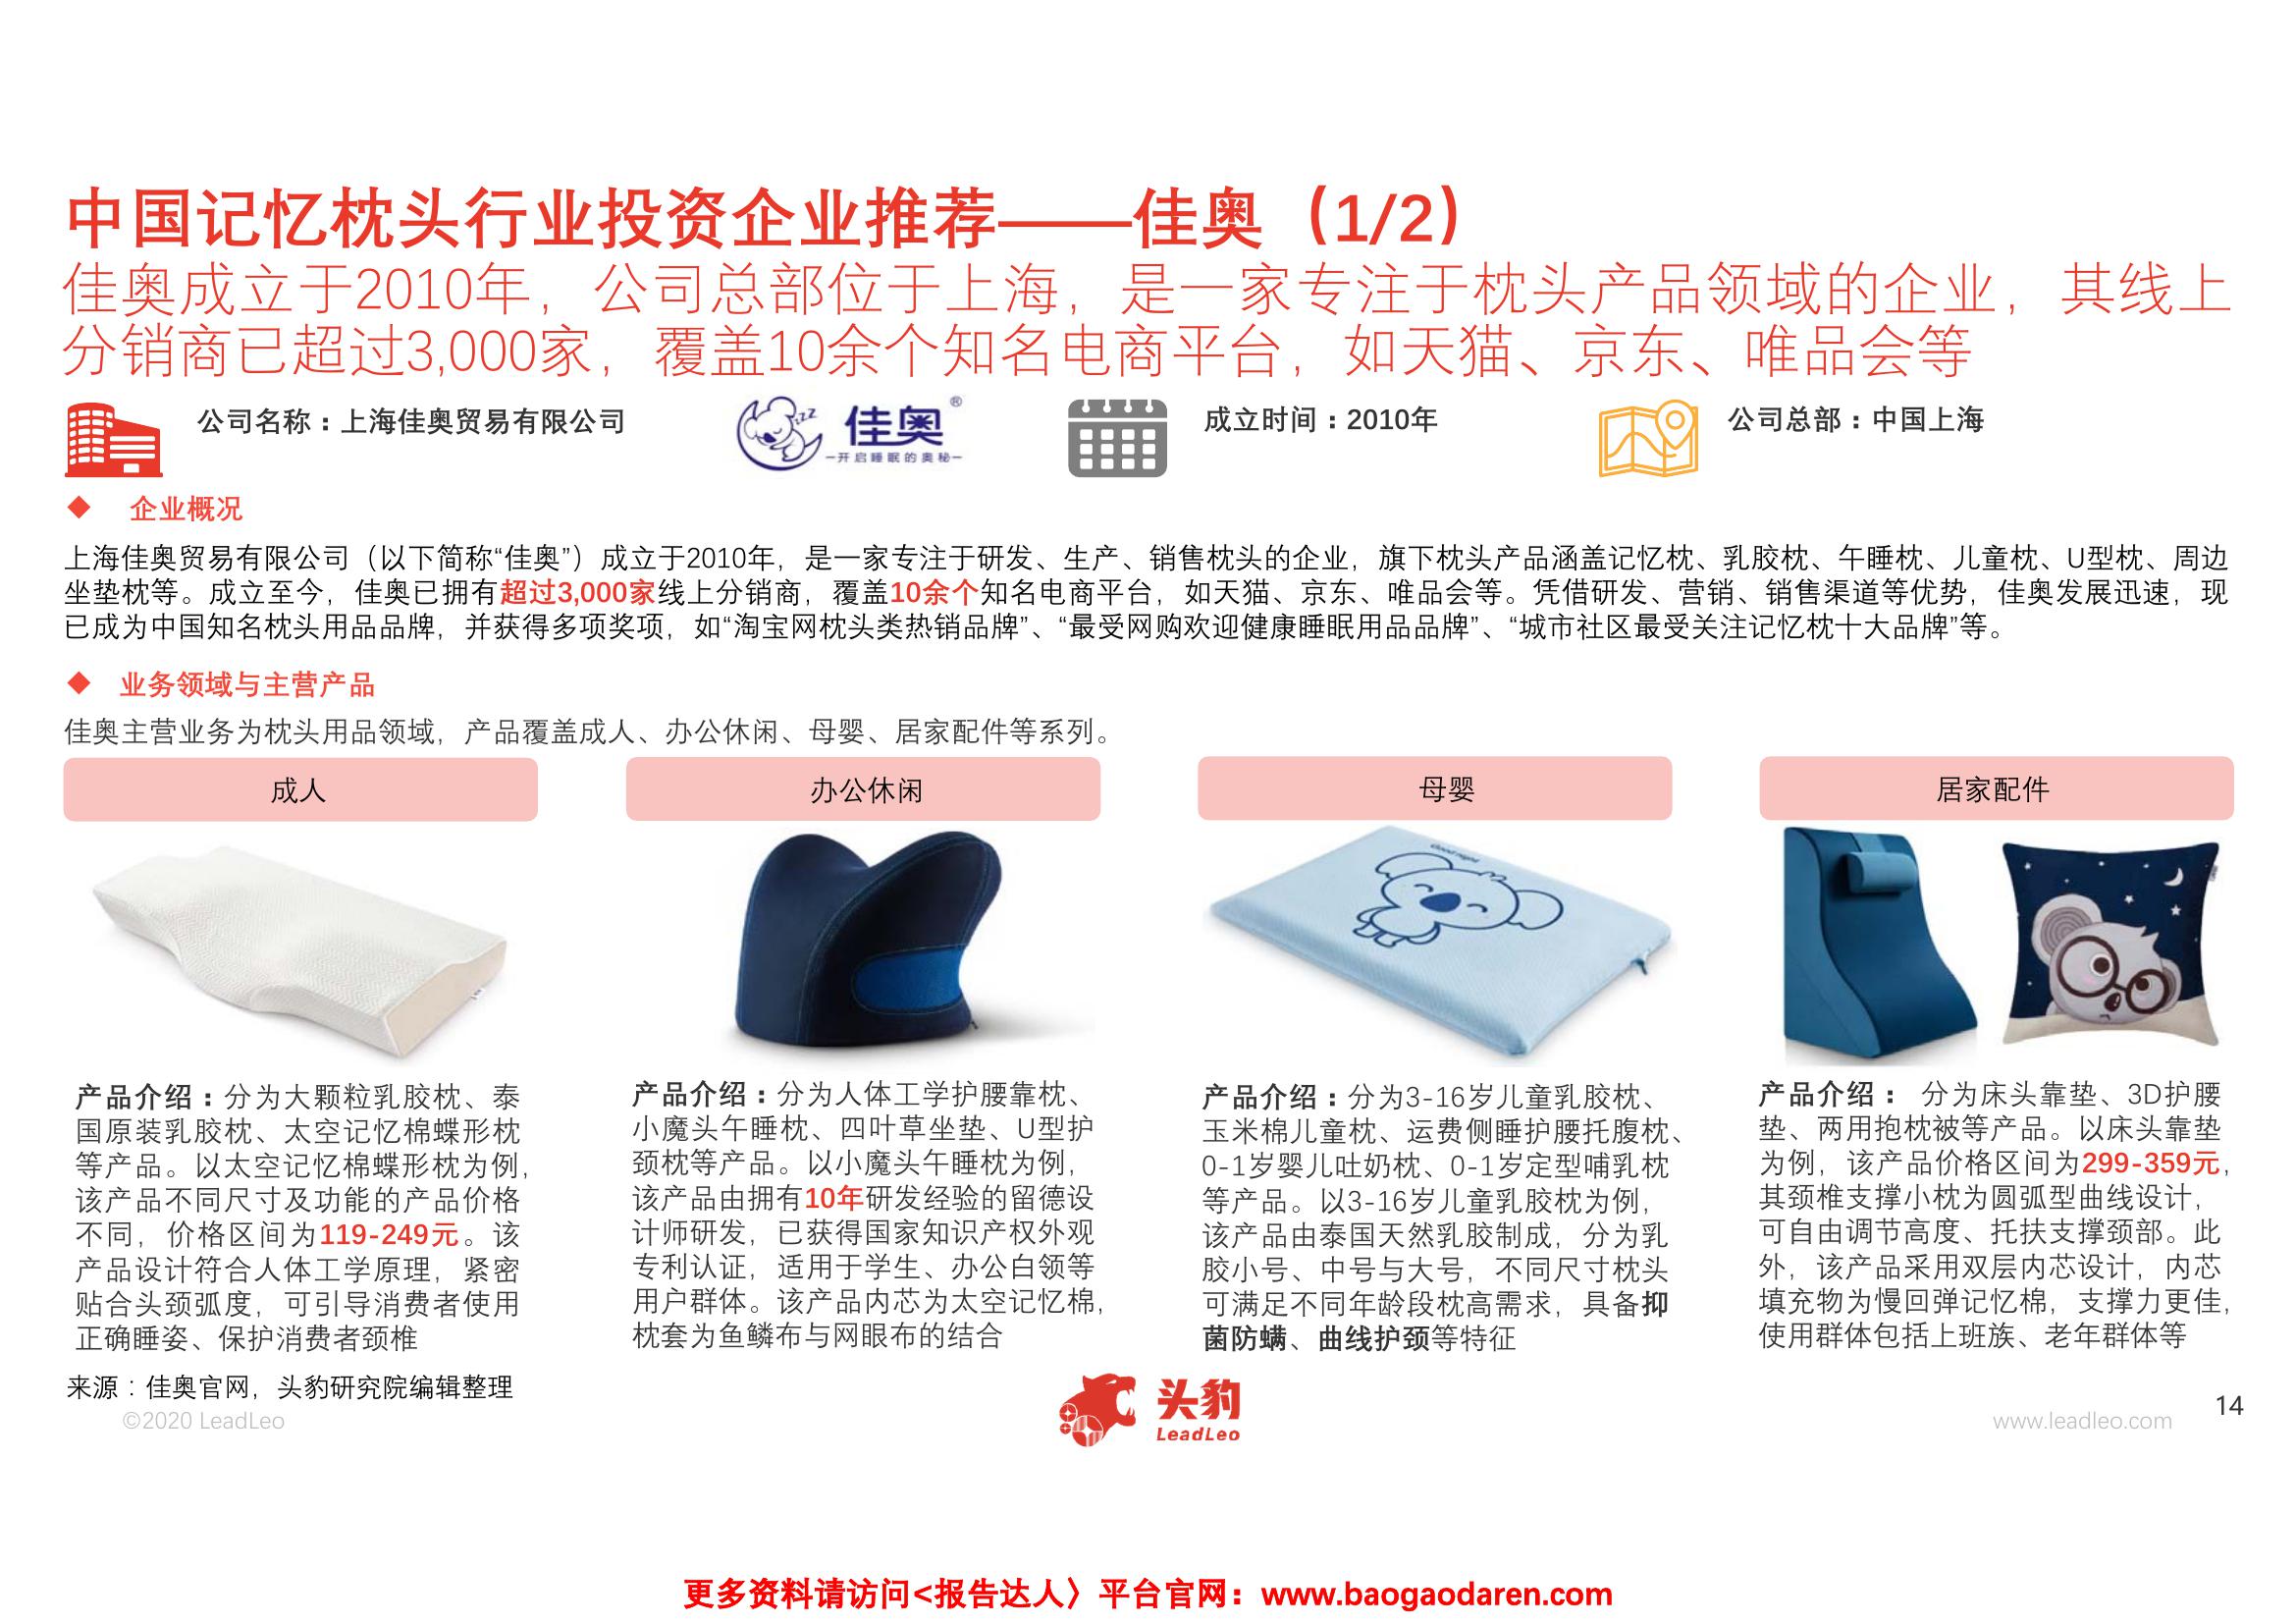 中国记忆枕头行业投资企业推荐——佳奥（1/2）
佳奥成立于2010年，公司总部位于上海，是一家专注于枕头产品领域的企业，其线上
分销商已超过3,000家，覆盖10余个知名电商平台，如天猫、京东、唯品会等
公司名称：上海佳奥贸易有限公司
佳奥®
—开启睡眠的奥秘—
成立时间：2010年
公司总部：中国上海
◆ 企业概况
上海佳奥贸易有限公司（以下简称“佳奥”）成立于2010年，是一家专注于研发、生产、销售枕头的企业，旗下枕头产品涵盖记忆枕、乳胶枕、午睡枕、儿童枕、U型枕、周边
坐垫枕等。成立至今，佳奥已拥有超过3,000家线上分销商，覆盖10余个知名电商平台，如天猫、京东、唯品会等。凭借研发、营销、销售渠道等优势，佳奥发展迅速，现
已成为中国知名枕头用品品牌，并获得多项奖项，如“淘宝网枕头类热销品牌”、“最受网购欢迎健康睡眠用品品牌”、“城市社区最受关注记忆枕十大品牌”等。
◆ 业务领域与主营产品
佳奥主营业务为枕头用品领域，产品覆盖成人、办公休闲、母婴、居家配件等系列。
成人
产品介绍：分为大颗粒乳胶枕、泰
国原装乳胶枕、太空记忆棉蝶形枕
等产品。以太空记忆棉蝶形枕为例，
该产品不同尺寸及功能的产品价格
不同，价格区间为119-249元。该
产品设计符合人体工学原理，紧密
贴合头颈弧度，可引导消费者使用
正确睡姿、保护消费者颈椎
办公休闲
产品介绍：分为人体工学护腰靠枕、
小魔头午睡枕、四叶草坐垫、U型护
颈枕等产品。以小魔头午睡枕为例，
该产品由拥有10年研发经验的留德设
计师研发，已获得国家知识产权外观
专利认证，适用于学生、办公白领等
用户群体。该产品内芯为太空记忆棉，
枕套为鱼鳞布与网眼布的结合
母婴
Good night
产品介绍：分为3-16岁儿童乳胶枕、
玉米棉儿童枕、运费侧睡护腰托腹枕、
0-1岁婴儿吐奶枕、0-1岁定型哺乳枕
等产品。以3-16岁儿童乳胶枕为例，
该产品由泰国天然乳胶制成，分为乳
胶小号、中号与大号，不同尺寸枕头
可满足不同年龄段枕高需求，具备抑
菌防螨、曲线护颈等特征
居家配件
产品介绍： 分为床头靠垫、3D护腰
垫、两用抱枕被等产品。以床头靠垫
为例，该产品价格区间为299-359元，
其颈椎支撑小枕为圆弧型曲线设计，
可自由调节高度、托扶支撑颈部。此
外，该产品采用双层内芯设计，内芯
填充物为慢回弹记忆棉，支撑力更佳，
使用群体包括上班族、老年群体等
来源：佳奥官网，头豹研究院编辑整理
©2020 LeadLeo
头豹
LeadLeo
www.leadleo.com
14
更多资料请访问<报告达人〉平台官网：www.baogaodaren.com